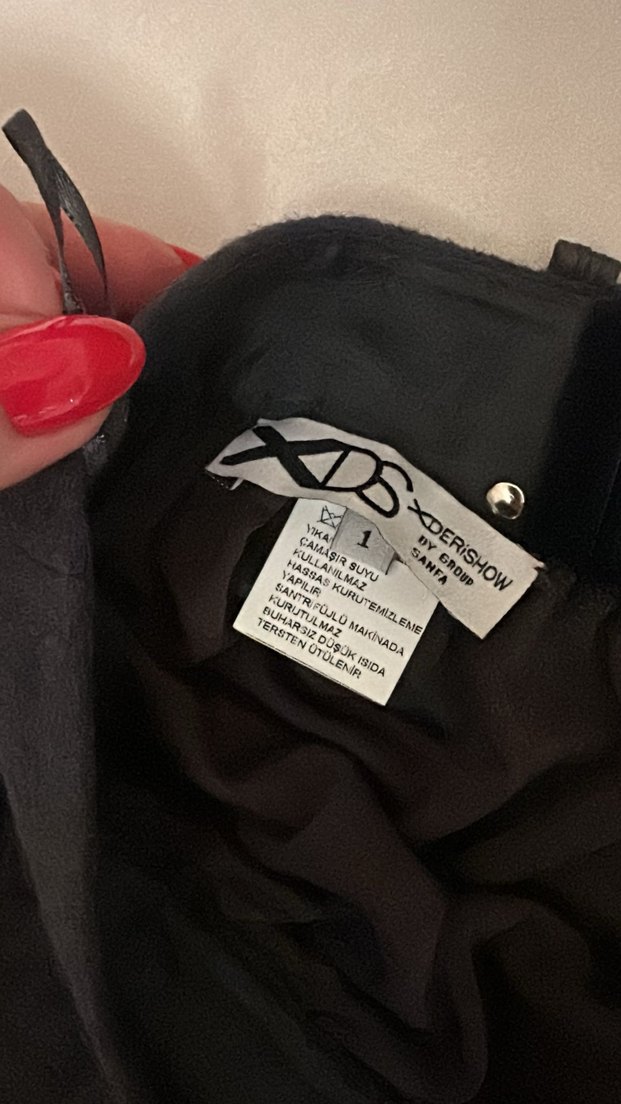 XDS
XDERiSHOW
BY GROUP
SANFA
1
ÇAMAŞIR SUYU
KULLANILMAZ
HASSAS KURUTEMİZLEME
YAPILIR
SANTRİFÜJLÜ MAKİNADA
KURUTULMAZ
BUHARSIZ DÜŞÜK ISIDA
TERSTEN ÜTÜLENİR